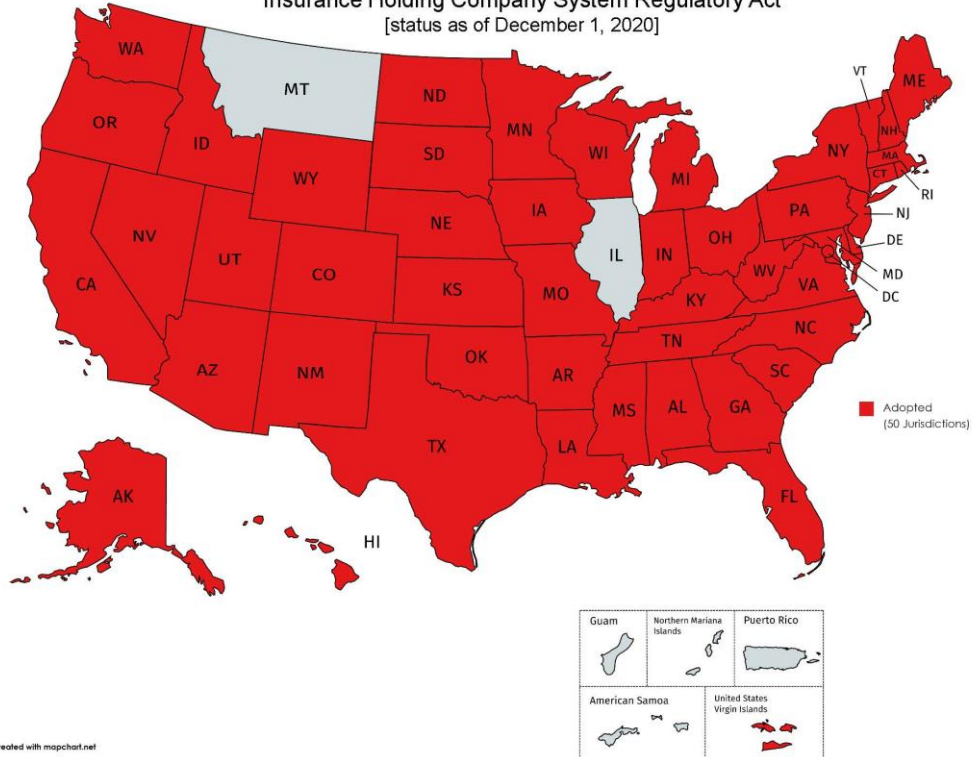 Insurance Holding Company System Regulatory Act
[status as of December 1, 2020]
WA
MT
ND
MN
VT
ME
OR
ID
SD
WI
MI
NY
NH
MA
CT
RI
WY
NE
IA
PA
NJ
NV
UT
CO
IL
IN
OH
DE
MD
DC
CA
KS
MO
WV
VA
KY
AZ
NM
OK
AR
TN
NC
SC
MS
AL
GA
Adopted
(50 Jurisdictions)
TX
LA
FL
AK
HI
Guam
Northern Mariana
Islands
Puerto Rico
American Samoa
United States
Virgin Islands
reated with mapchart.net